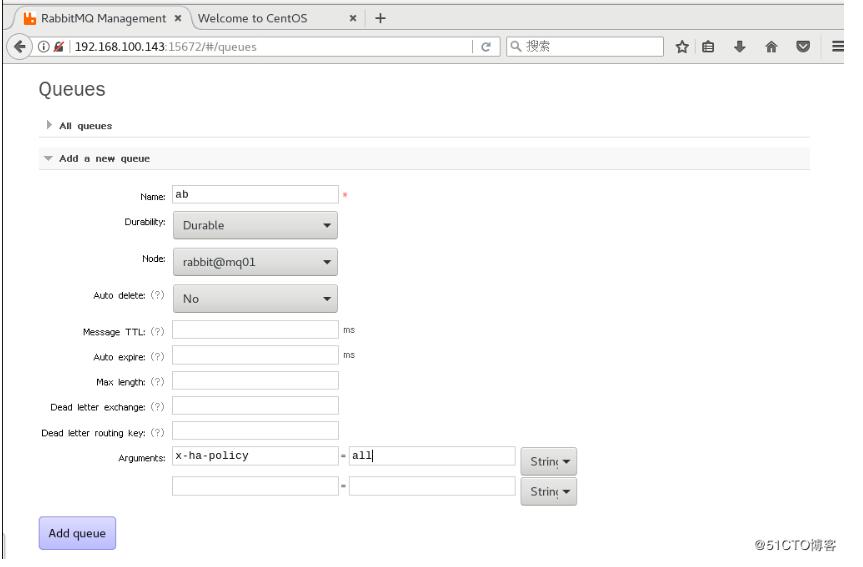 RabbitMQ Management × Welcome to CentOS × +
192.168.100.143:15672/#/queues 搜索
Queues
All queues
Add a new queue
Name: ab *
Durability: Durable
Node: rabbit@mq01
Auto delete: (?) No
Message TTL: (?) ms
Auto expire: (?) ms
Max length: (?)
Dead letter exchange: (?)
Dead letter routing key: (?)
Arguments: x-ha-policy = all String
= String
Add queue
@51CTO博客